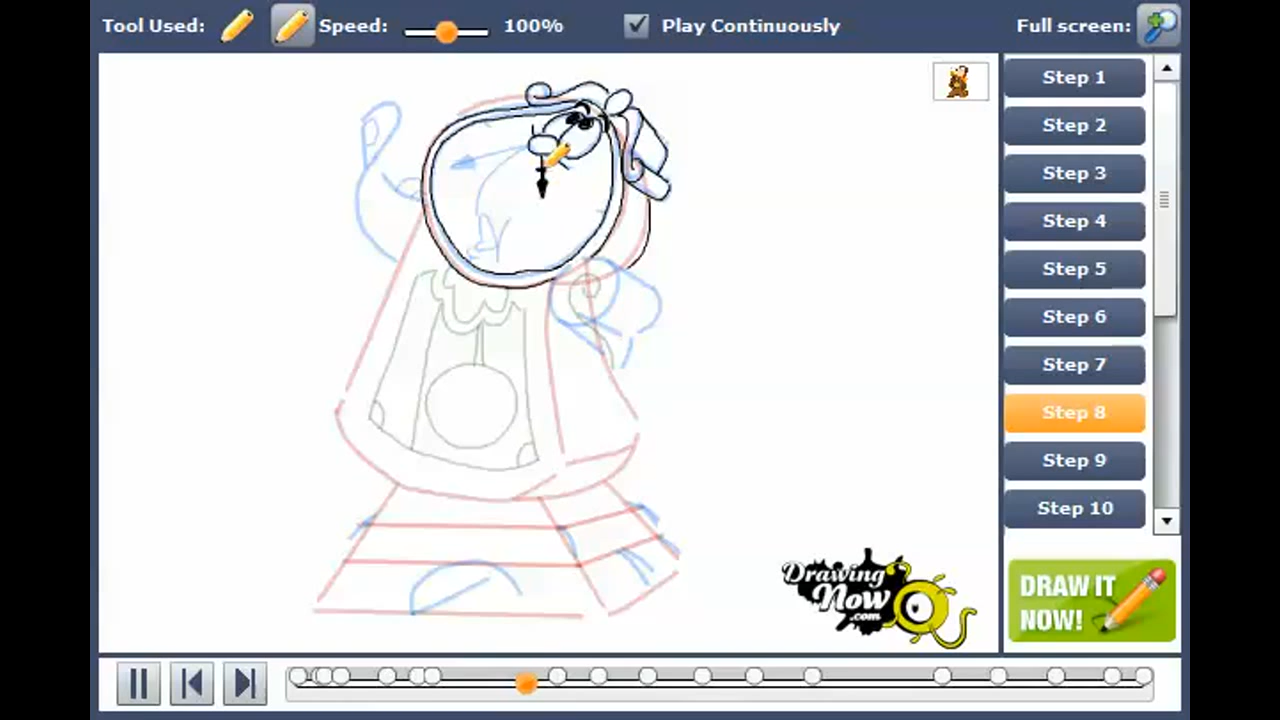 Tool Used: Speed: 100% Play Continuously Full screen:
Step 1
Step 2
Step 3
Step 4
Step 5
Step 6
Step 7
Step 8
Step 9
Step 10
Drawing
Now
.com
DRAW IT
NOW!